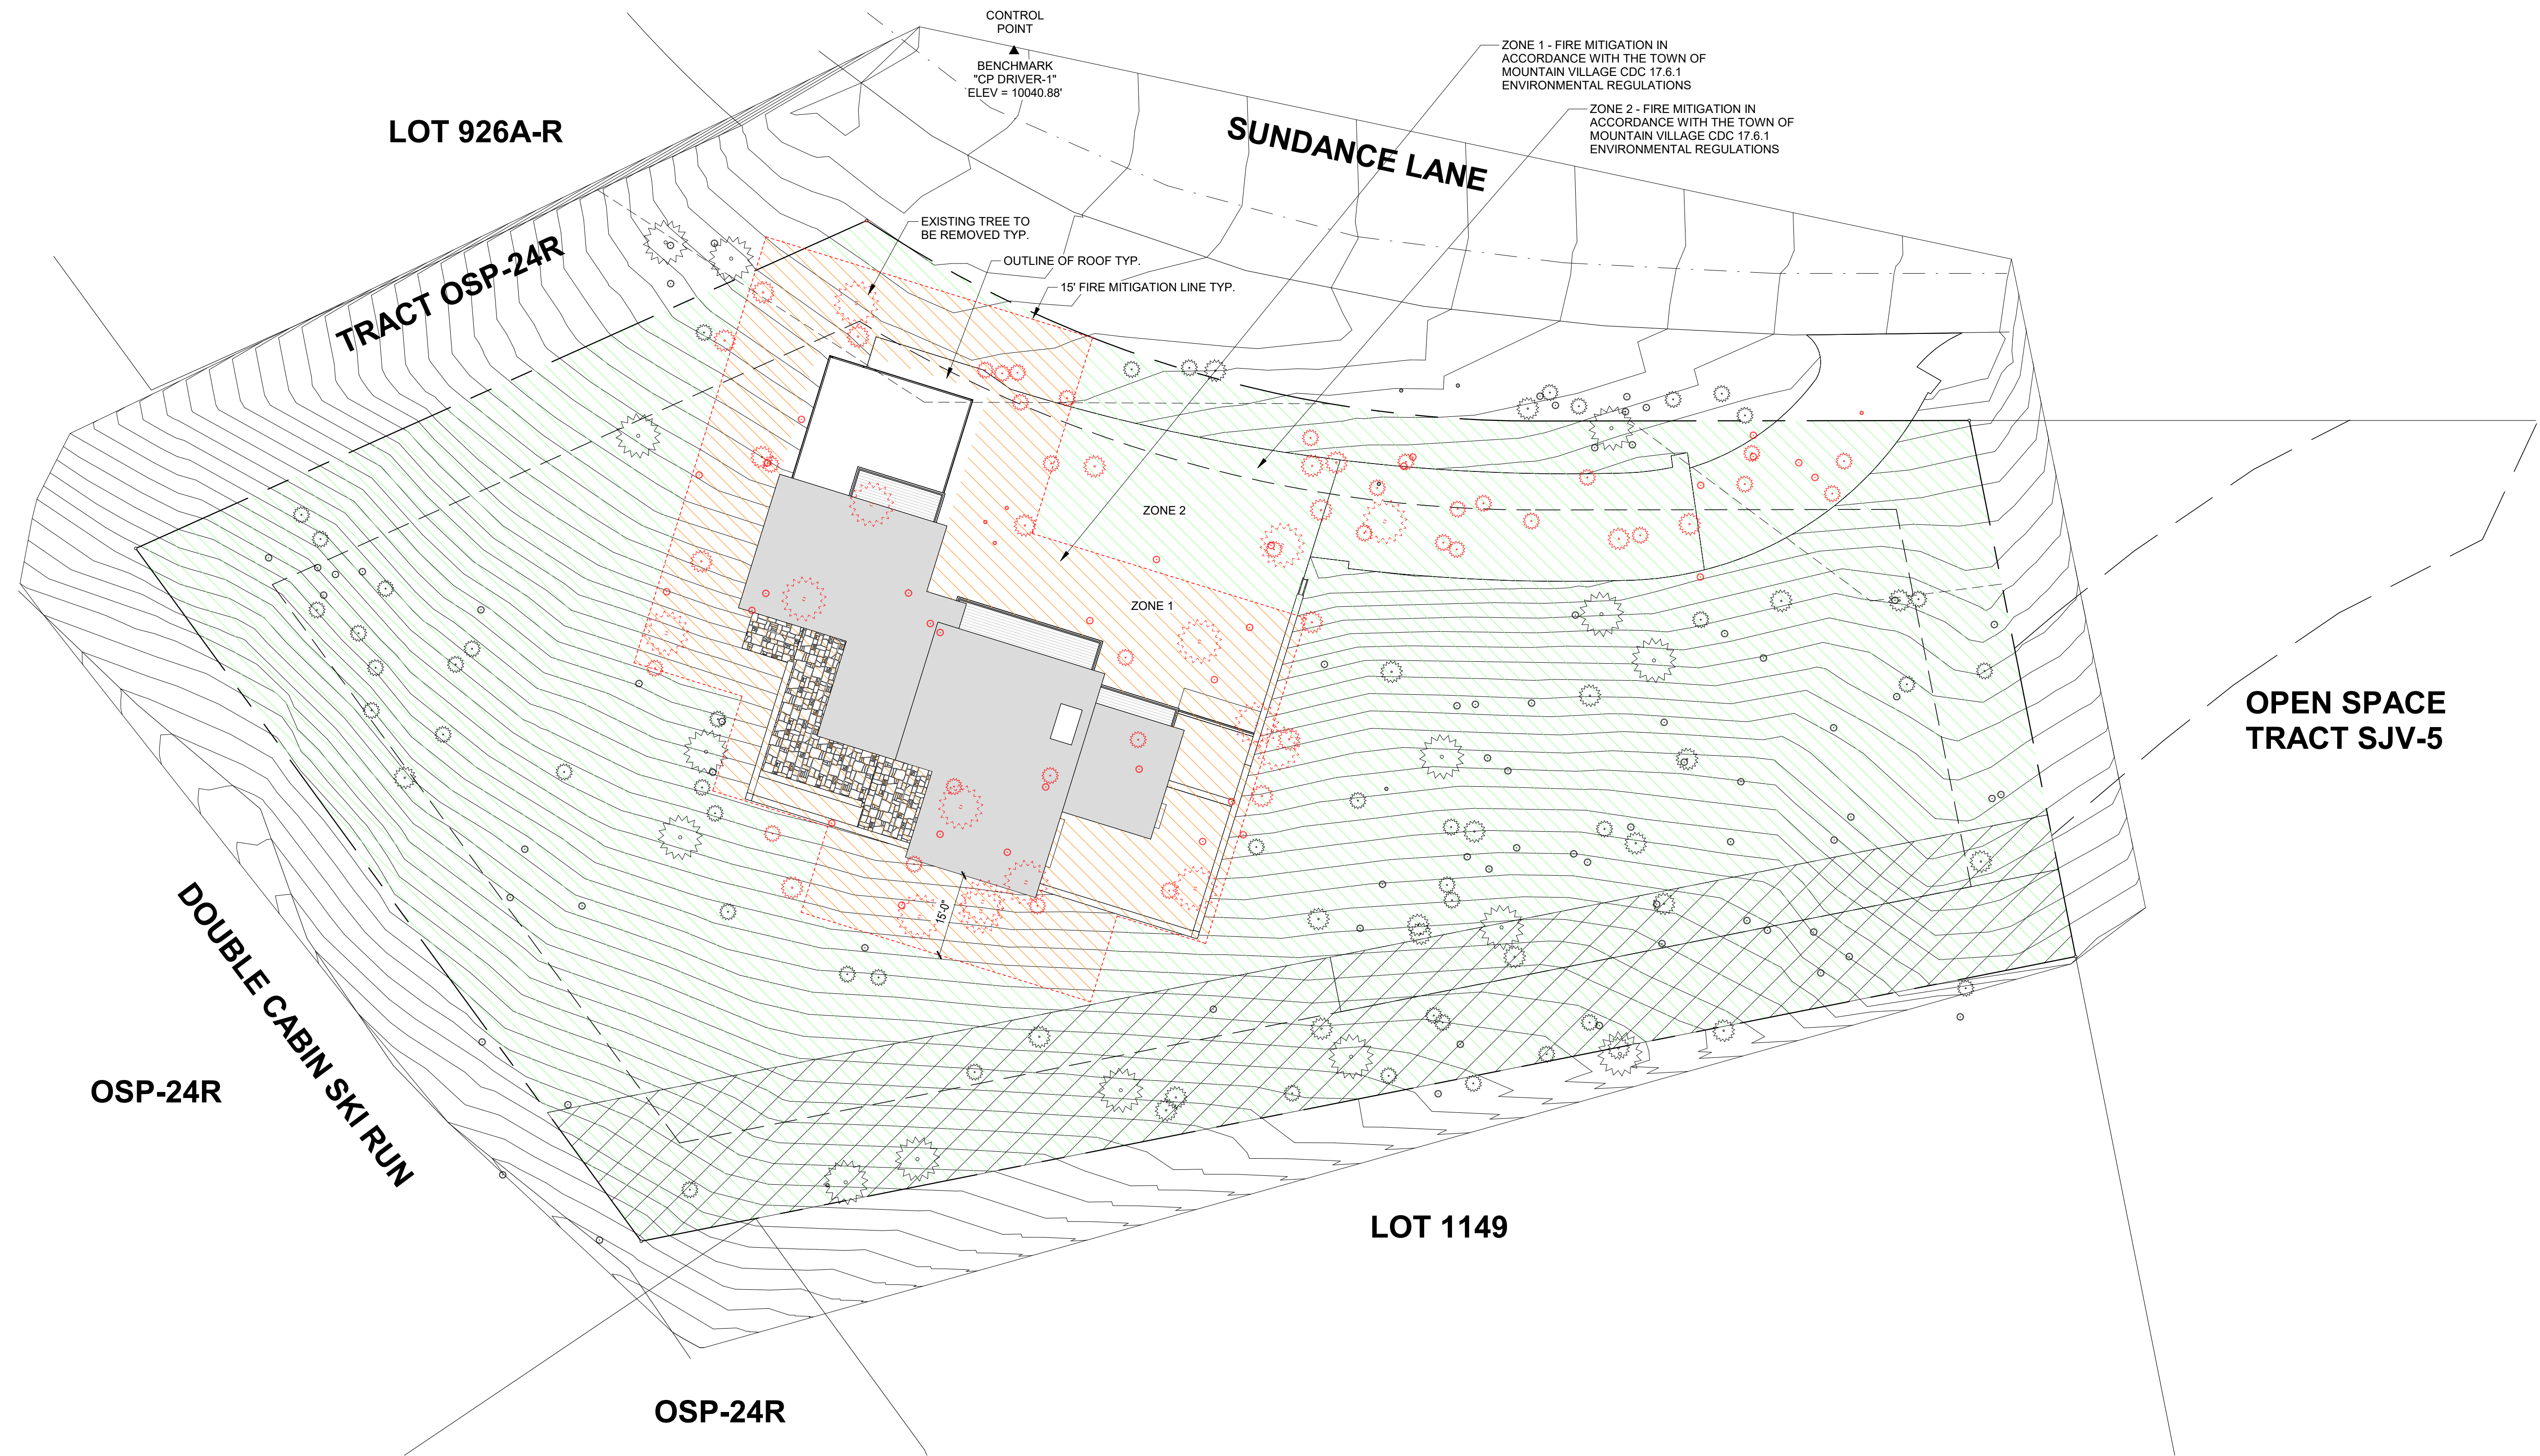 CONTROL
POINT
BENCHMARK
"CP DRIVER-1"
ELEV = 10040.88'
ZONE 1 - FIRE MITIGATION IN
ACCORDANCE WITH THE TOWN OF
MOUNTAIN VILLAGE CDC 17.6.1
ENVIRONMENTAL REGULATIONS
ZONE 2 - FIRE MITIGATION IN
ACCORDANCE WITH THE TOWN OF
MOUNTAIN VILLAGE CDC 17.6.1
ENVIRONMENTAL REGULATIONS
LOT 926A-R
SUNDANCE LANE
EXISTING TREE TO
BE REMOVED TYP.
OUTLINE OF ROOF TYP.
15' FIRE MITIGATION LINE TYP.
TRACT OSP-24R
ZONE 2
ZONE 1
OPEN SPACE
TRACT SJV-5
15'-0"
DOUBLE CABIN SKI RUN
OSP-24R
LOT 1149
OSP-24R